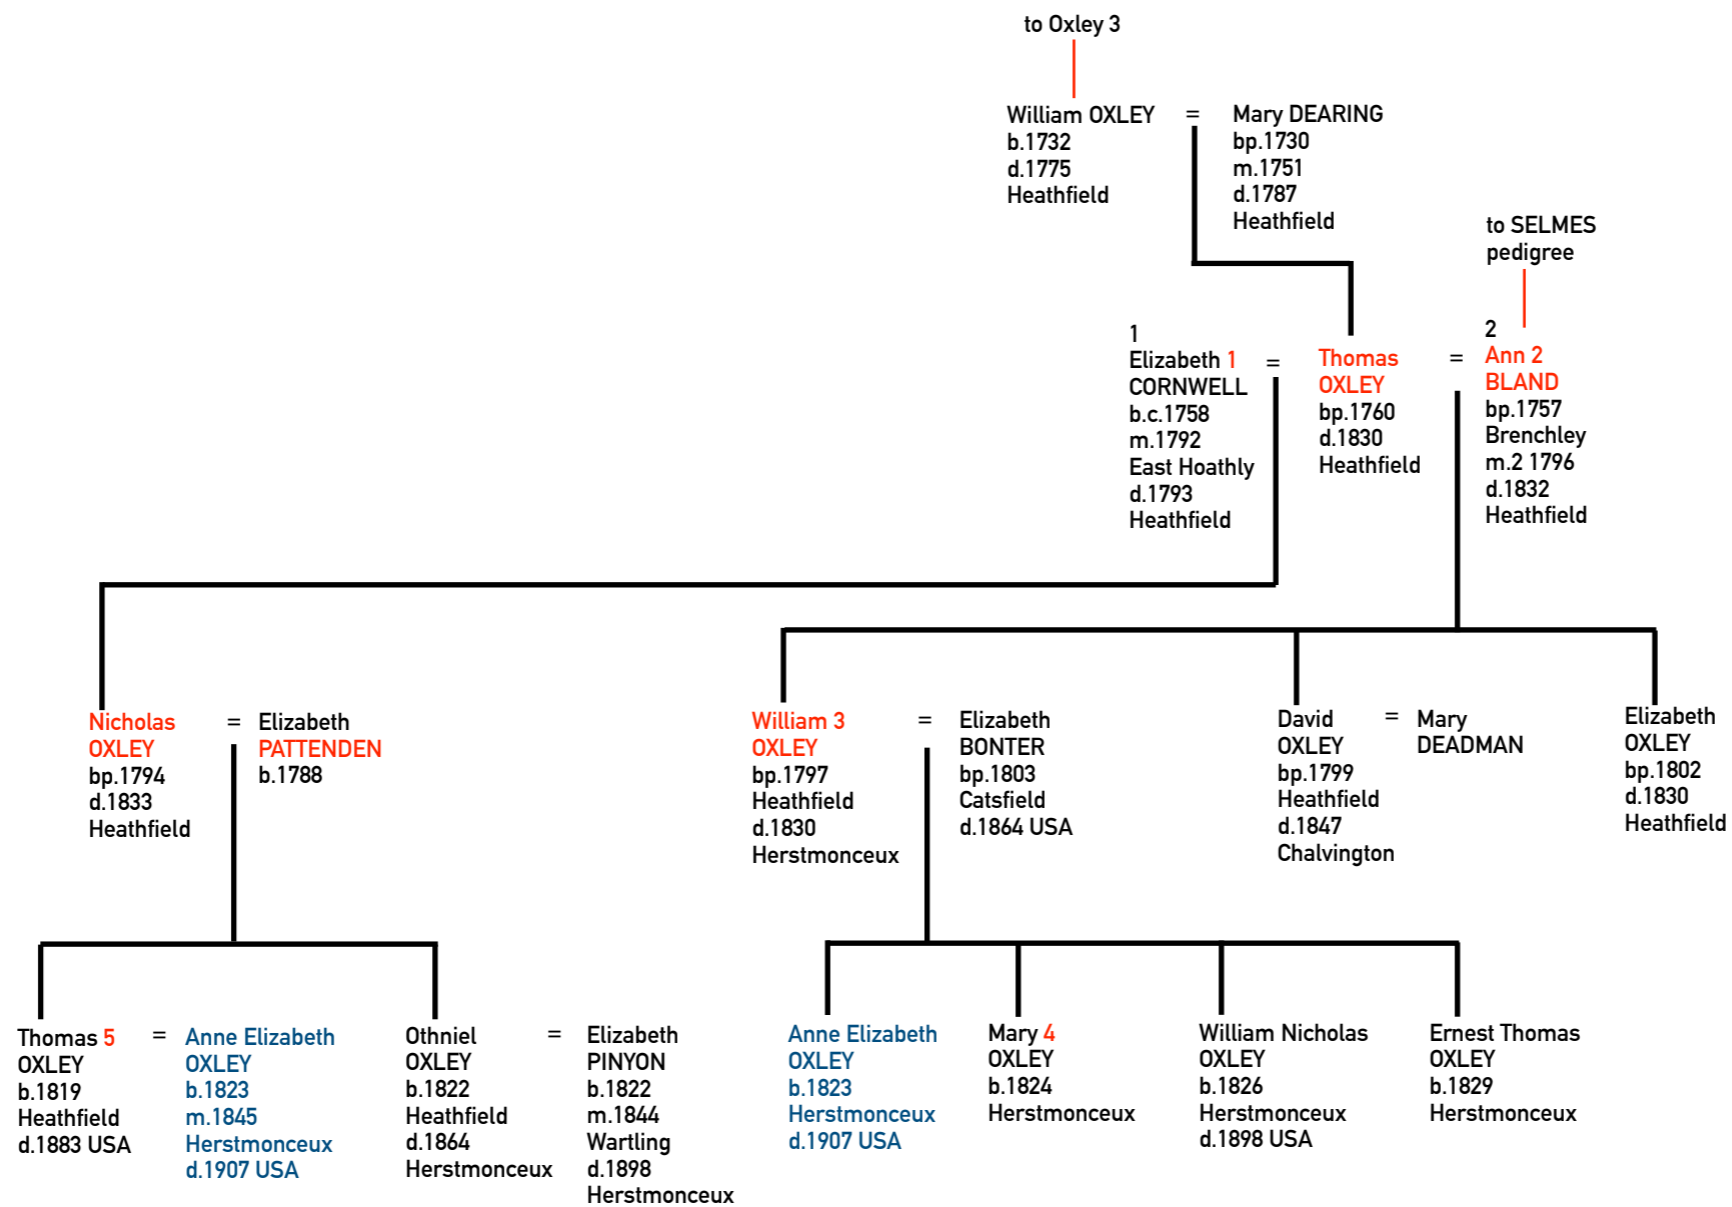 to Oxley 3
William OXLEY
b.1732
d.1775
Heathfield
=
Mary DEARING
bp.1730
m.1751
d.1787
Heathfield
to SELMES
pedigree
1
Elizabeth 1
CORNWELL
b.c.1758
m.1792
East Hoathly
d.1793
Heathfield
=
Thomas
OXLEY
bp.1760
d.1830
Heathfield
=
2
Ann 2
BLAND
bp.1757
Brenchley
m.2 1796
d.1832
Heathfield
Nicholas
OXLEY
bp.1794
d.1833
Heathfield
=
Elizabeth
PATTENDEN
b.1788
William 3
OXLEY
bp.1797
Heathfield
d.1830
Herstmonceux
=
Elizabeth
BONTER
bp.1803
Catsfield
d.1864 USA
David
OXLEY
bp.1799
Heathfield
d.1847
Chalvington
=
Mary
DEADMAN
Elizabeth
OXLEY
bp.1802
d.1830
Heathfield
Thomas 5
OXLEY
b.1819
Heathfield
d.1883 USA
=
Anne Elizabeth
OXLEY
b.1823
m.1845
Herstmonceux
d.1907 USA
Othniel
OXLEY
b.1822
Heathfield
d.1864
Herstmonceux
=
Elizabeth
PINYON
b.1822
m.1844
Wartling
d.1898
Herstmonceux
Anne Elizabeth
OXLEY
b.1823
Herstmonceux
d.1907 USA
Mary 4
OXLEY
b.1824
Herstmonceux
William Nicholas
OXLEY
b.1826
Herstmonceux
d.1898 USA
Ernest Thomas
OXLEY
b.1829
Herstmonceux